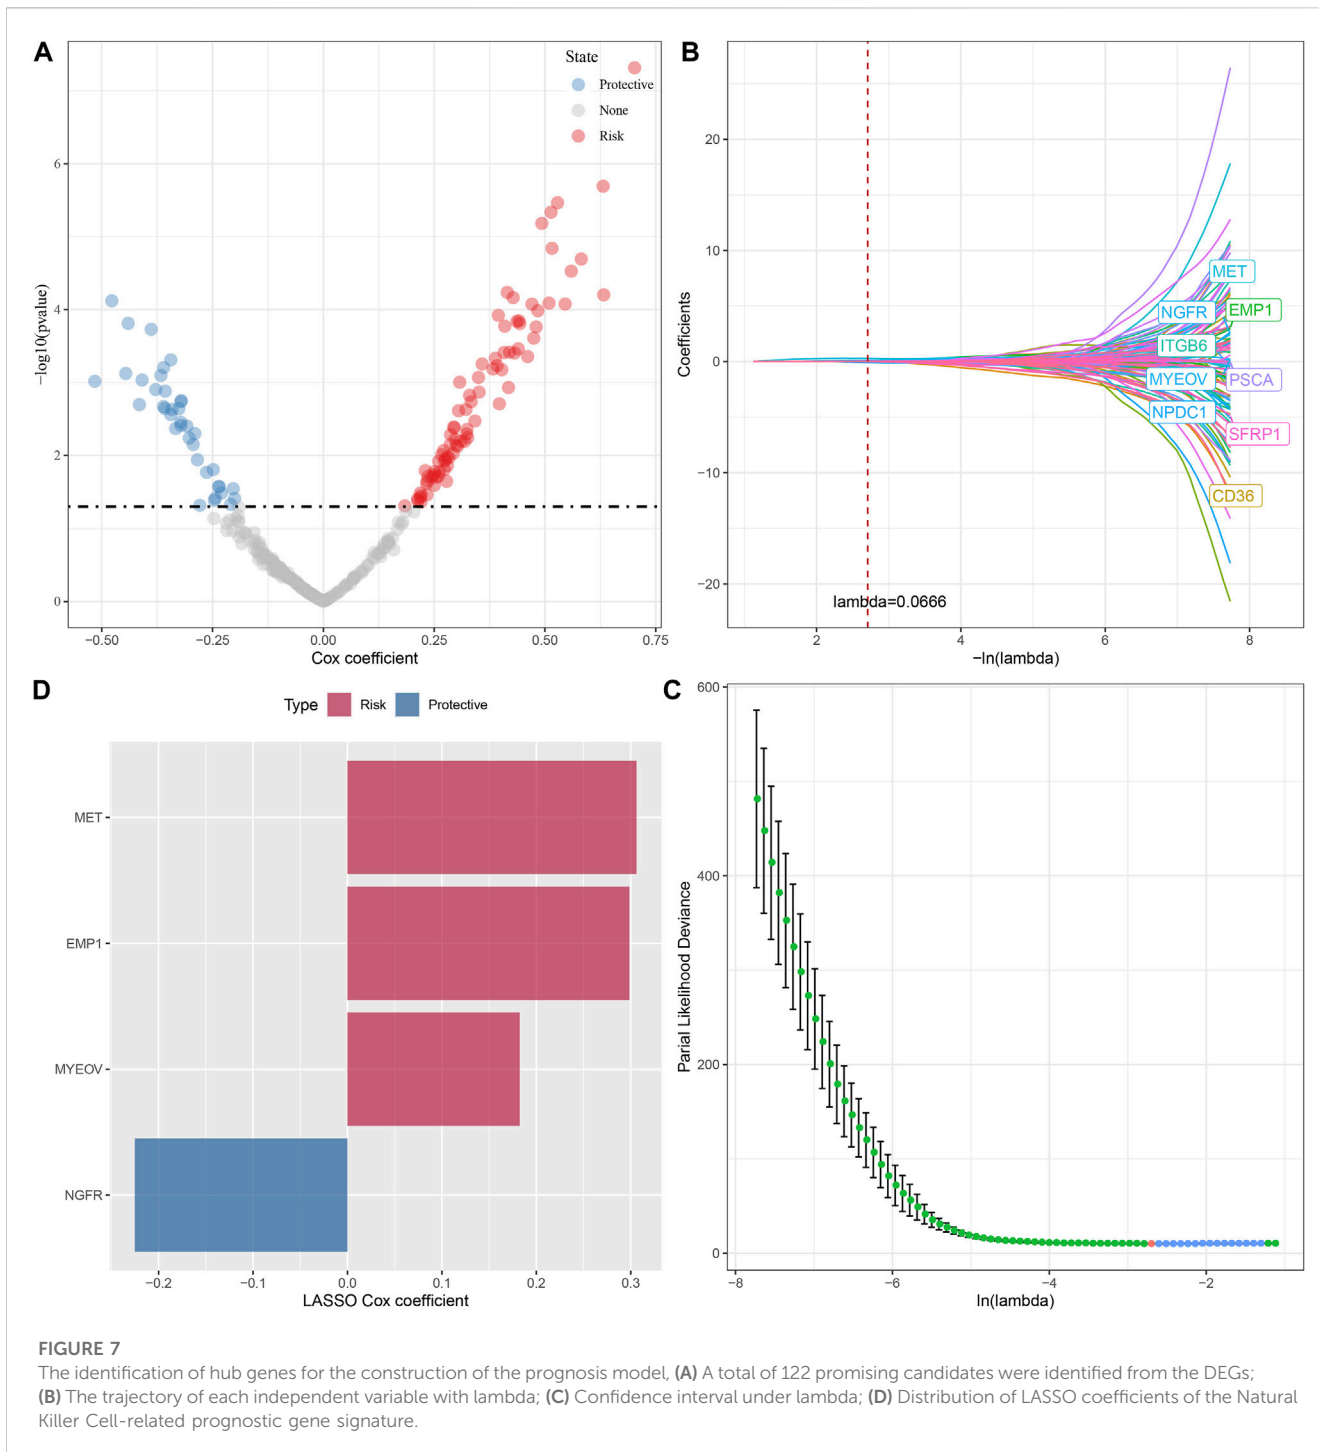 A
State
Protective
None
Risk
6
4
2
0
−log10(pvalue)
−0.50
−0.25
0.00
0.25
0.50
0.75
Cox coefficient
B
20
10
0
−10
−20
Coefficients
MET
NGFR
EMP1
ITGB6
MYEOV
PSCA
NPDC1
SFRP1
CD36
lambda=0.0666
2
4
6
8
−ln(lambda)
D
Type
Risk
Protective
MET
EMP1
MYEOV
NGFR
−0.2
−0.1
0.0
0.1
0.2
0.3
LASSO Cox coefficient
C
600
400
200
0
Parial Likelihood Deviance
−8
−6
−4
−2
ln(lambda)
FIGURE 7
The identification of hub genes for the construction of the prognosis model, (A) A total of 122 promising candidates were identified from the DEGs;
(B) The trajectory of each independent variable with lambda; (C) Confidence interval under lambda; (D) Distribution of LASSO coefficients of the Natural
Killer Cell-related prognostic gene signature.